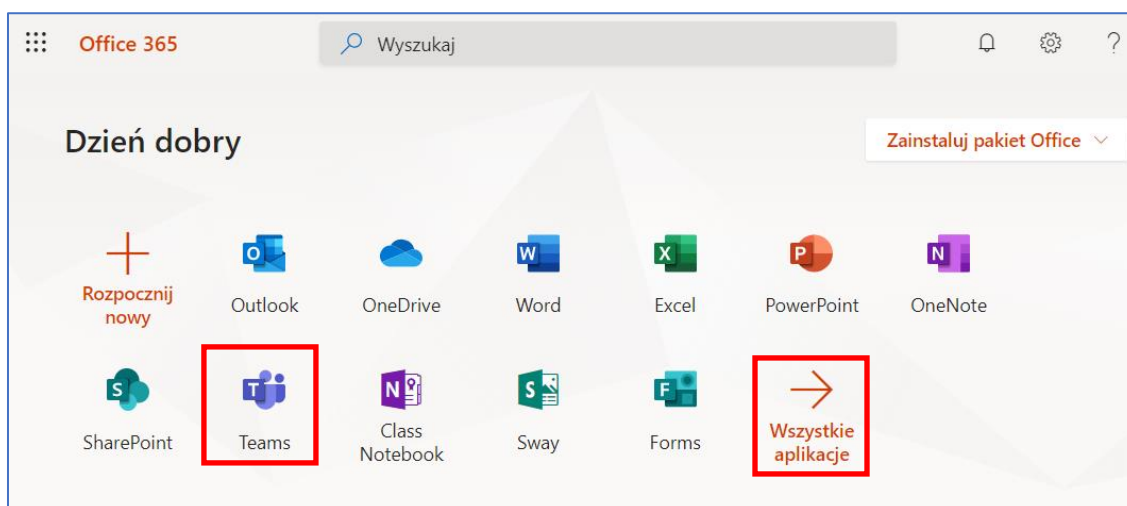 Office 365
Wyszukaj
?
Dzień dobry
Zainstaluj pakiet Office
Rozpocznij
nowy
Outlook
OneDrive
Word
Excel
PowerPoint
OneNote
SharePoint
Teams
Class
Notebook
Sway
Forms
Wszystkie
aplikacje